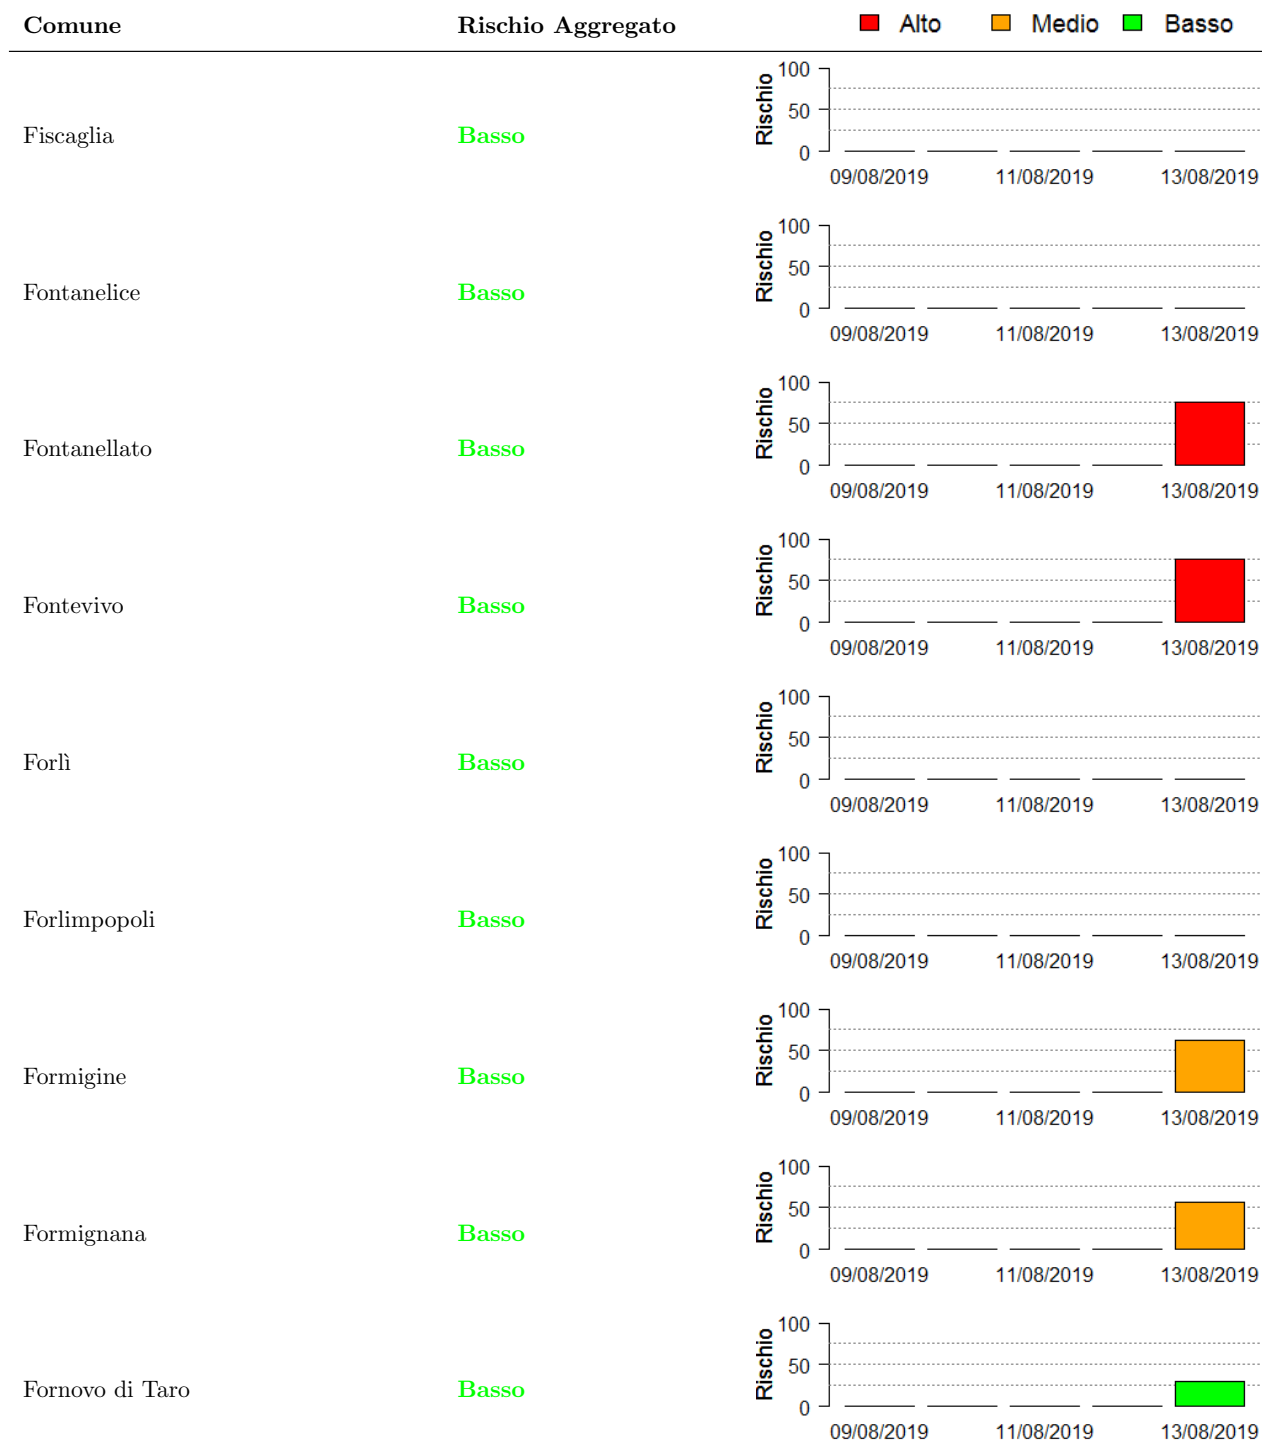 Comune Rischio Aggregato Alto Medio Basso
Fiscaglia Basso
Rischio
100
50
0
09/08/2019 11/08/2019 13/08/2019
Fontanelice Basso
Rischio
100
50
0
09/08/2019 11/08/2019 13/08/2019
Fontanellato Basso
Rischio
100
50
0
09/08/2019 11/08/2019 13/08/2019
Fontevivo Basso
Rischio
100
50
0
09/08/2019 11/08/2019 13/08/2019
Forlì Basso
Rischio
100
50
0
09/08/2019 11/08/2019 13/08/2019
Forlimpopoli Basso
Rischio
100
50
0
09/08/2019 11/08/2019 13/08/2019
Formigine Basso
Rischio
100
50
0
09/08/2019 11/08/2019 13/08/2019
Formignana Basso
Rischio
100
50
0
09/08/2019 11/08/2019 13/08/2019
Fornovo di Taro Basso
Rischio
100
50
0
09/08/2019 11/08/2019 13/08/2019